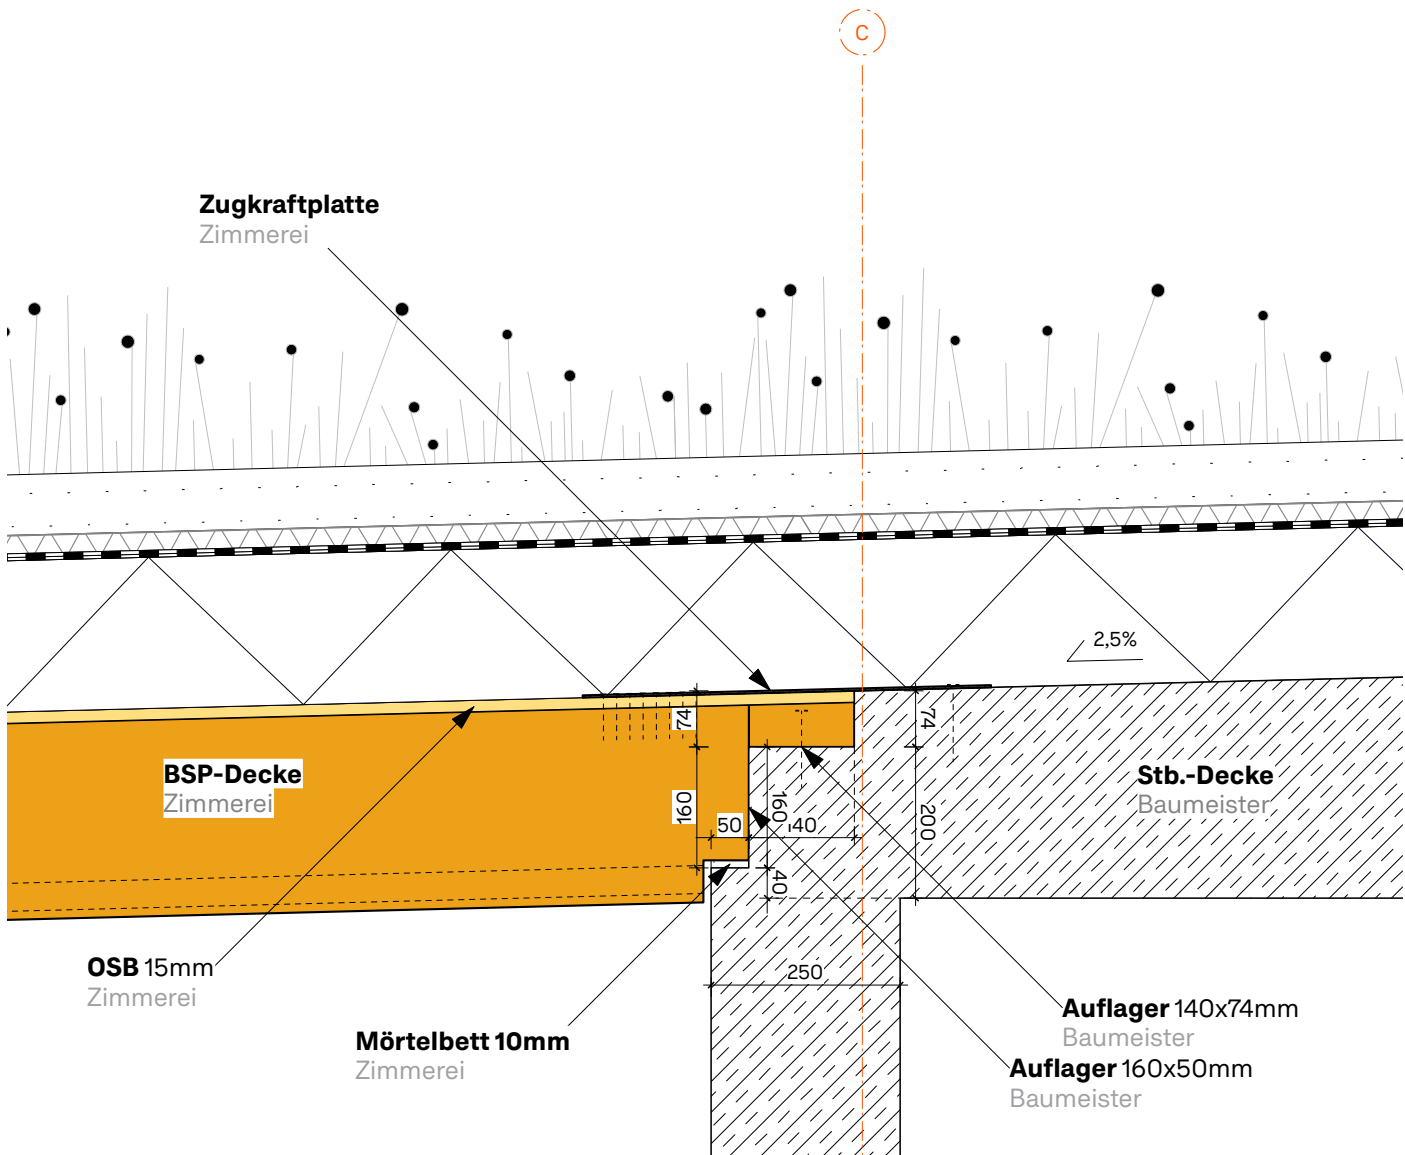 C
Zugkraftplatte
Zimmerei
2,5%
74
74
BSP-Decke
Zimmerei
Stb.-Decke
Baumeister
160
50
160
140
200
40
OSB 15mm
Zimmerei
250
Mörtelbett 10mm
Zimmerei
Auflager 140x74mm
Baumeister
Auflager 160x50mm
Baumeister